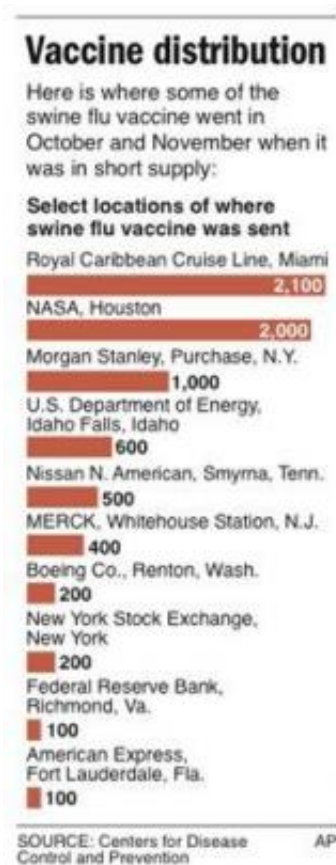 Vaccine distribution
Here is where some of the
swine flu vaccine went in
October and November when it
was in short supply:
Select locations of where
swine flu vaccine was sent
Royal Caribbean Cruise Line, Miami
2,100
NASA, Houston
2,000
Morgan Stanley, Purchase, N.Y.
1,000
U.S. Department of Energy,
Idaho Falls, Idaho
600
Nissan N. American, Smyrna, Tenn.
500
MERCK, Whitehouse Station, N.J.
400
Boeing Co., Renton, Wash.
200
New York Stock Exchange,
New York
200
Federal Reserve Bank,
Richmond, Va.
100
American Express,
Fort Lauderdale, Fla.
100
SOURCE: Centers for Disease AP
Control and Prevention